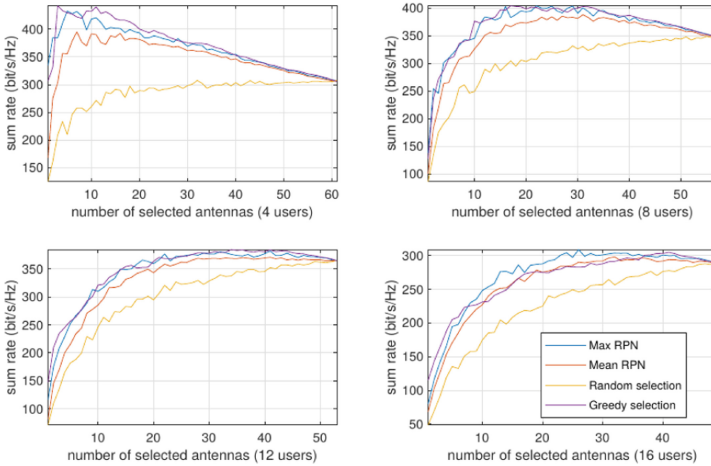 400
350
300
250
200
150
sum rate (bit/s/Hz)
10 20 30 40 50 60
number of selected antennas (4 users)
400
350
300
250
200
150
100
sum rate (bit/s/Hz)
10 20 30 40 50
number of selected antennas (8 users)
350
300
250
200
150
100
sum rate (bit/s/Hz)
10 20 30 40 50
number of selected antennas (12 users)
300
250
200
150
100
50
sum rate (bit/s/Hz)
Max RPN
Mean RPN
Random selection
Greedy selection
10 20 30 40
number of selected antennas (16 users)